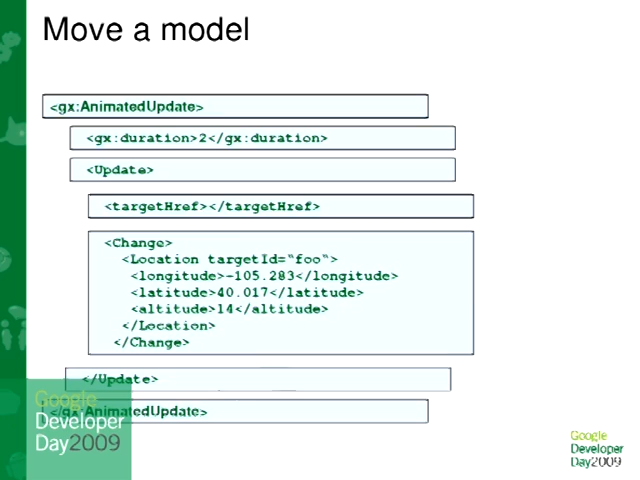 Move a model
<gx:AnimatedUpdate>
<gx:duration>2</gx:duration>
<Update>
<targetHref></targetHref>
<Change>
<Location targetId="foo">
<longitude>-105.283</longitude>
<latitude>40.017</latitude>
<altitude>14</altitude>
</Location>
</Change>
</Update>
</gx:AnimatedUpdate>
Google
Developer
Day2009
Google
Developer
Day2009